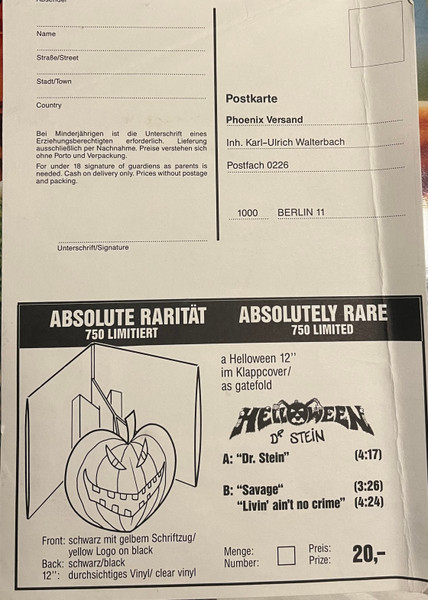 Absender
Name
Straße/Street
Stadt/Town
Country
Bei Minderjährigen ist die Unterschrift eines
Erziehungsberechtigten erforderlich. Lieferung
ausschließlich per Nachnahme. Preise verstehen sich
ohne Porto und Verpackung.
For under 18 signature of guardiens as parents is
needed. Cash on delivery only. Prices without postage
and packing.
Unterschrift/Signature
Postkarte
Phoenix Versand
Inh. Karl-Ulrich Walterbach
Postfach 0226
1000 BERLIN 11
ABSOLUTE RARITÄT
750 LIMITIERT
ABSOLUTELY RARE
750 LIMITED
a Helloween 12"
im Klappcover/
as gatefold
HELLOWEEN
DR STEIN
A: "Dr. Stein" (4:17)
B: "Savage" (3:26)
"Livin' ain't no crime" (4:24)
Front: schwarz mit gelbem Schriftzug/
yellow Logo on black
Back: schwarz/black
12": durchsichtiges Vinyl/ clear vinyl
Menge:
Number:
Preis:
Prize:
20,-